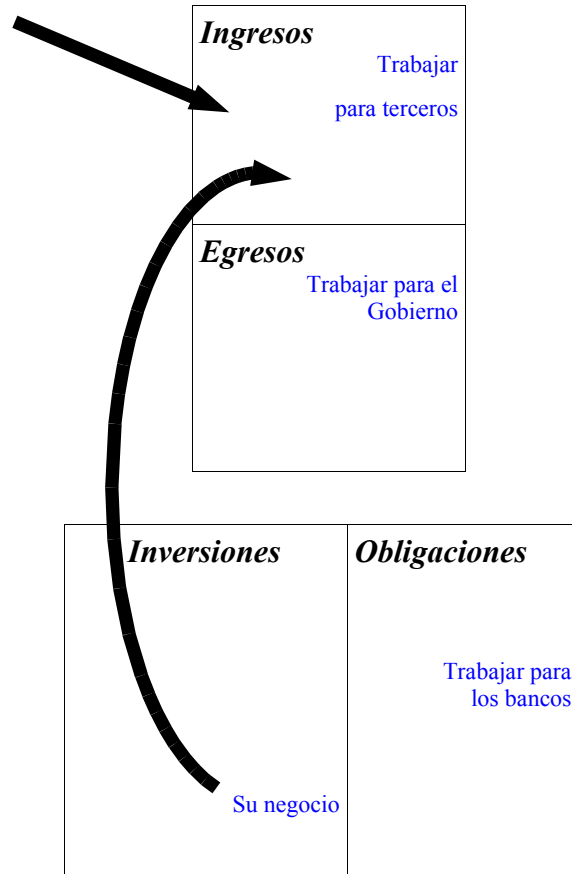 Ingresos
Trabajar
para terceros
Egresos
Trabajar para el
Gobierno
Inversiones
Obligaciones
Trabajar para
los bancos
Su negocio